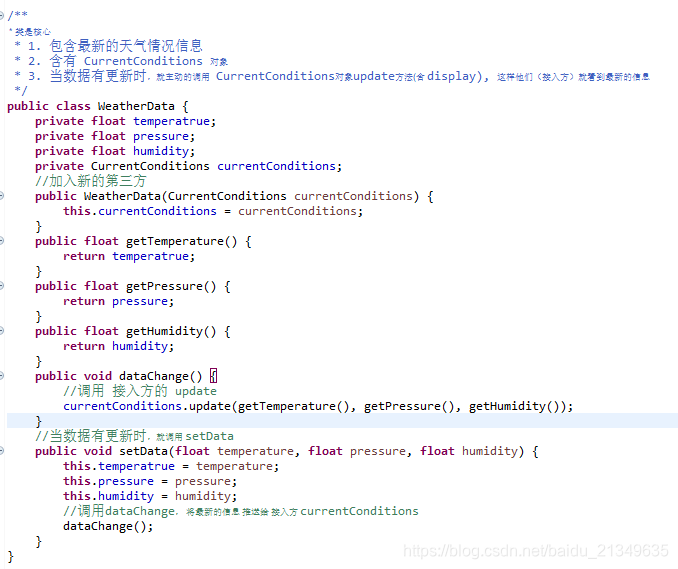 /**
* 类是核心
* 1. 包含最新的天气情况信息
* 2. 含有 CurrentConditions 对象
* 3. 当数据有更新时，就主动的调用 CurrentConditions对象update方法(含 display), 这样他们（接入方）就看到最新的信息
*/
public class WeatherData {
private float temperatrue;
private float pressure;
private float humidity;
private CurrentConditions currentConditions;
//加入新的第三方
public WeatherData(CurrentConditions currentConditions) {
this.currentConditions = currentConditions;
}
public float getTemperature() {
return temperatrue;
}
public float getPressure() {
return pressure;
}
public float getHumidity() {
return humidity;
}
public void dataChange() {
//调用 接入方的 update
currentConditions.update(getTemperature(), getPressure(), getHumidity());
}
//当数据有更新时，就调用 setData
public void setData(float temperature, float pressure, float humidity) {
this.temperatrue = temperature;
this.pressure = pressure;
this.humidity = humidity;
//调用dataChange，将最新的信息 推送给 接入方 currentConditions
dataChange();
}
}
https://blog.csdn.net/baidu_21349635